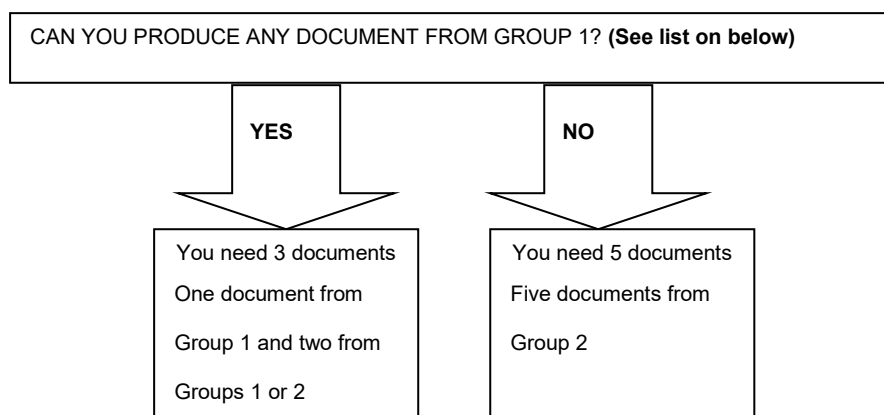 CAN YOU PRODUCE ANY DOCUMENT FROM GROUP 1? (See list on below)
YES
NO
You need 3 documents
One document from
Group 1 and two from
Groups 1 or 2
You need 5 documents
Five documents from
Group 2